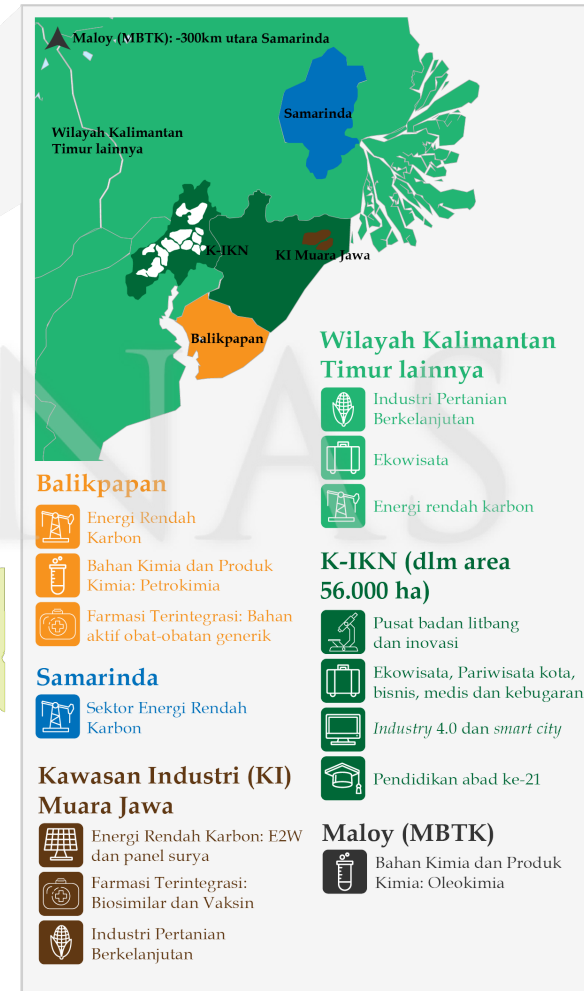 Maloy (MBTK): -300km utara Samarinda
Samarinda
Wilayah Kalimantan
Timur lainnya
K-IKN
KI Muara Jawa
Balikpapan
Balikpapan
Energi Rendah
Karbon
Bahan Kimia dan Produk
Kimia: Petrokimia
Farmasi Terintegrasi: Bahan
aktif obat-obatan generik
Samarinda
Sektor Energi Rendah
Karbon
Kawasan Industri (KI)
Muara Jawa
Energi Rendah Karbon: E2W
dan panel surya
Farmasi Terintegrasi:
Biosimilar dan Vaksin
Industri Pertanian
Berkelanjutan
Wilayah Kalimantan
Timur lainnya
Industri Pertanian
Berkelanjutan
Ekowisata
Energi rendah karbon
K-IKN (dlm area
56.000 ha)
Pusat badan litbang
dan inovasi
Ekowisata, Pariwisata kota,
bisnis, medis dan kebugaran
Industry 4.0 dan smart city
Pendidikan abad ke-21
Maloy (MBTK)
Bahan Kimia dan Produk
Kimia: Oleokimia
NAS